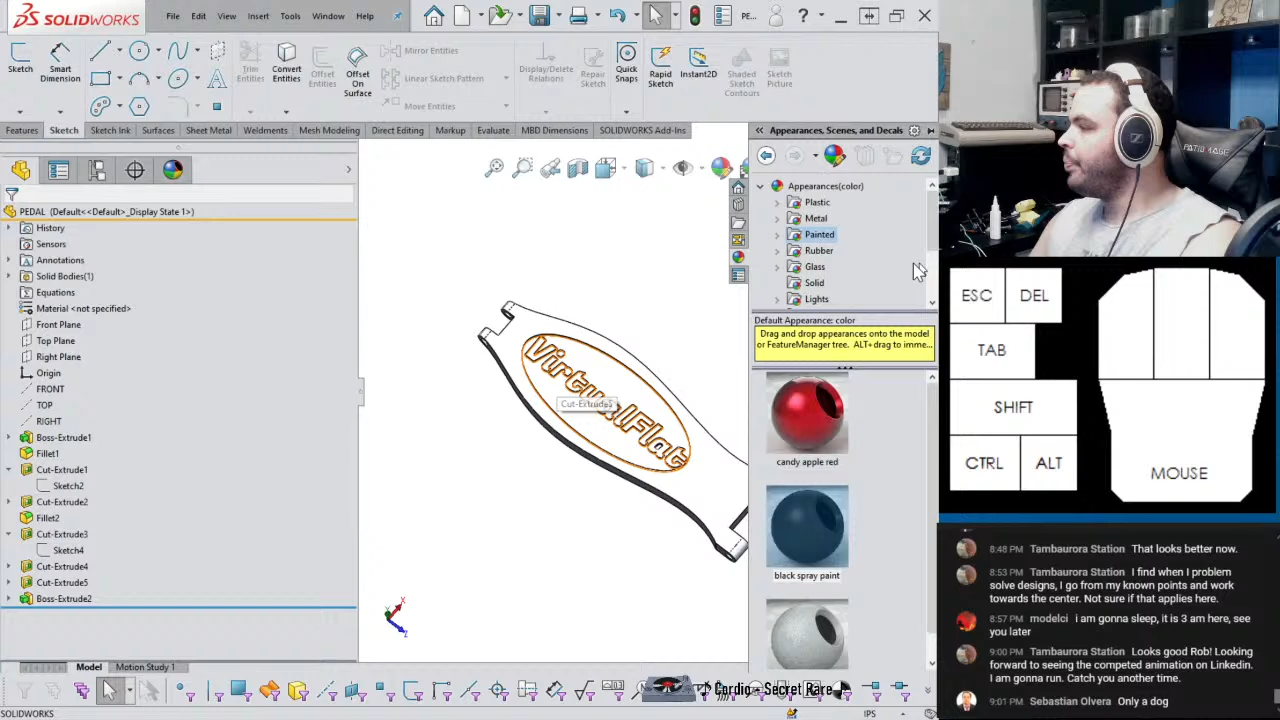 SOLIDWORKS
File
Edit
View
Insert
Tools
Window
Help
PE...
Sketch
Smart Dimension
Trim Entities
Convert Entities
Offset Entities
Offset On Surface
Mirror Entities
Linear Sketch Pattern
Move Entities
Display/Delete Relations
Repair Sketch
Quick Snaps
Rapid Sketch
Instant2D
Shaded Sketch Contours
Sketch Picture
Features
Sketch
Sketch Ink
Surfaces
Sheet Metal
Weldments
Mesh Modeling
Direct Editing
Markup
Evaluate
MBD Dimensions
SOLIDWORKS Add-Ins
PEDAL (Default<<Default>_Display State 1>)
History
Sensors
Annotations
Solid Bodies(1)
Equations
Material <not specified>
Front Plane
Top Plane
Right Plane
Origin
FRONT
TOP
RIGHT
Boss-Extrude1
Fillet1
Cut-Extrude1
Sketch2
Cut-Extrude2
Fillet2
Cut-Extrude3
Sketch4
Cut-Extrude4
Cut-Extrude5
Boss-Extrude2
VirtualFlat
Cut-Extrude5
Appearances, Scenes, and Decals
Appearances(color)
Plastic
Metal
Painted
Rubber
Glass
Solid
Lights
Default Appearance: color
Drag and drop appearances onto the model
or FeatureManager tree. ALT+drag to imme...
candy apple red
black spray paint
ESC
DEL
TAB
SHIFT
CTRL
ALT
MOUSE
8:48 PM Tambaurora Station That looks better now.
8:53 PM Tambaurora Station I find when I problem
solve designs, I go from my known points and work
towards the center. Not sure if that applies here.
8:57 PM modelci i am gonna sleep, it is 3 am here, see
you later
9:00 PM Tambaurora Station Looks good Rob! Looking
forward to seeing the competed animation on Linkedin.
I am gonna run. Catch you another time.
9:01 PM Sebastian Olvera Only a dog
Model
Motion Study 1
Cordio - Secret Rare
SOLIDWORKS
IPS